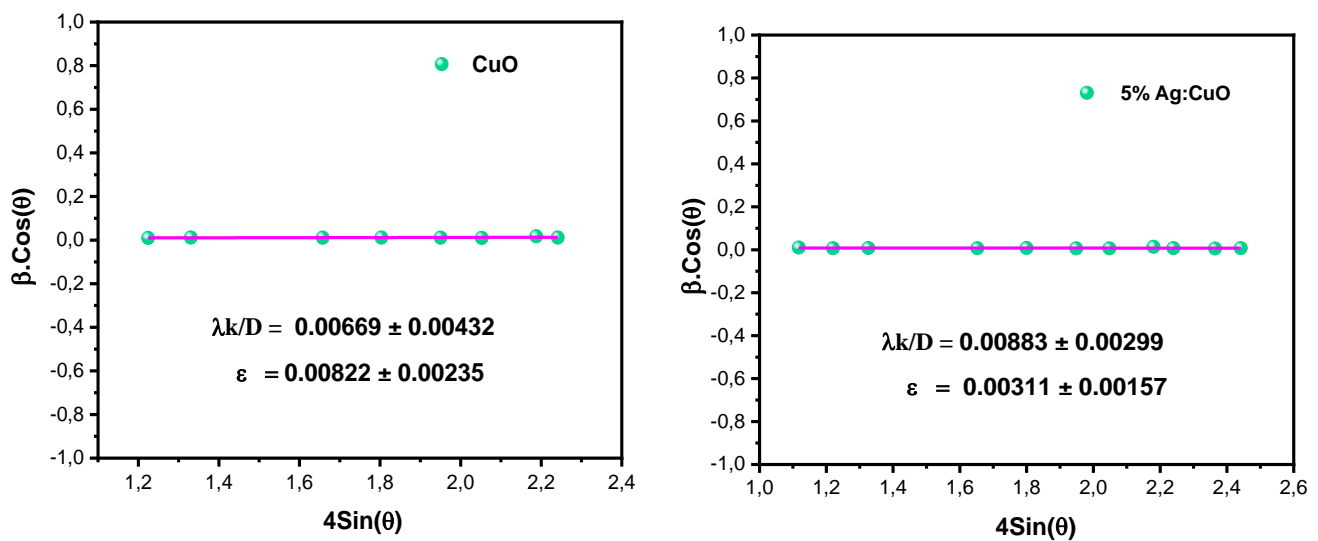 CuO
1,0
0,8
0,6
0,4
0,2
0,0
-0,2
-0,4
-0,6
-0,8
-1,0
β.Cos(θ)
λk/D = 0.00669 ± 0.00432
ε = 0.00822 ± 0.00235
1,2 1,4 1,6 1,8 2,0 2,2 2,4
4Sin(θ)
5% Ag:CuO
1,0
0,8
0,6
0,4
0,2
0,0
-0,2
-0,4
-0,6
-0,8
-1,0
β.Cos(θ)
λk/D = 0.00883 ± 0.00299
ε = 0.00311 ± 0.00157
1,0 1,2 1,4 1,6 1,8 2,0 2,2 2,4 2,6
4Sin(θ)